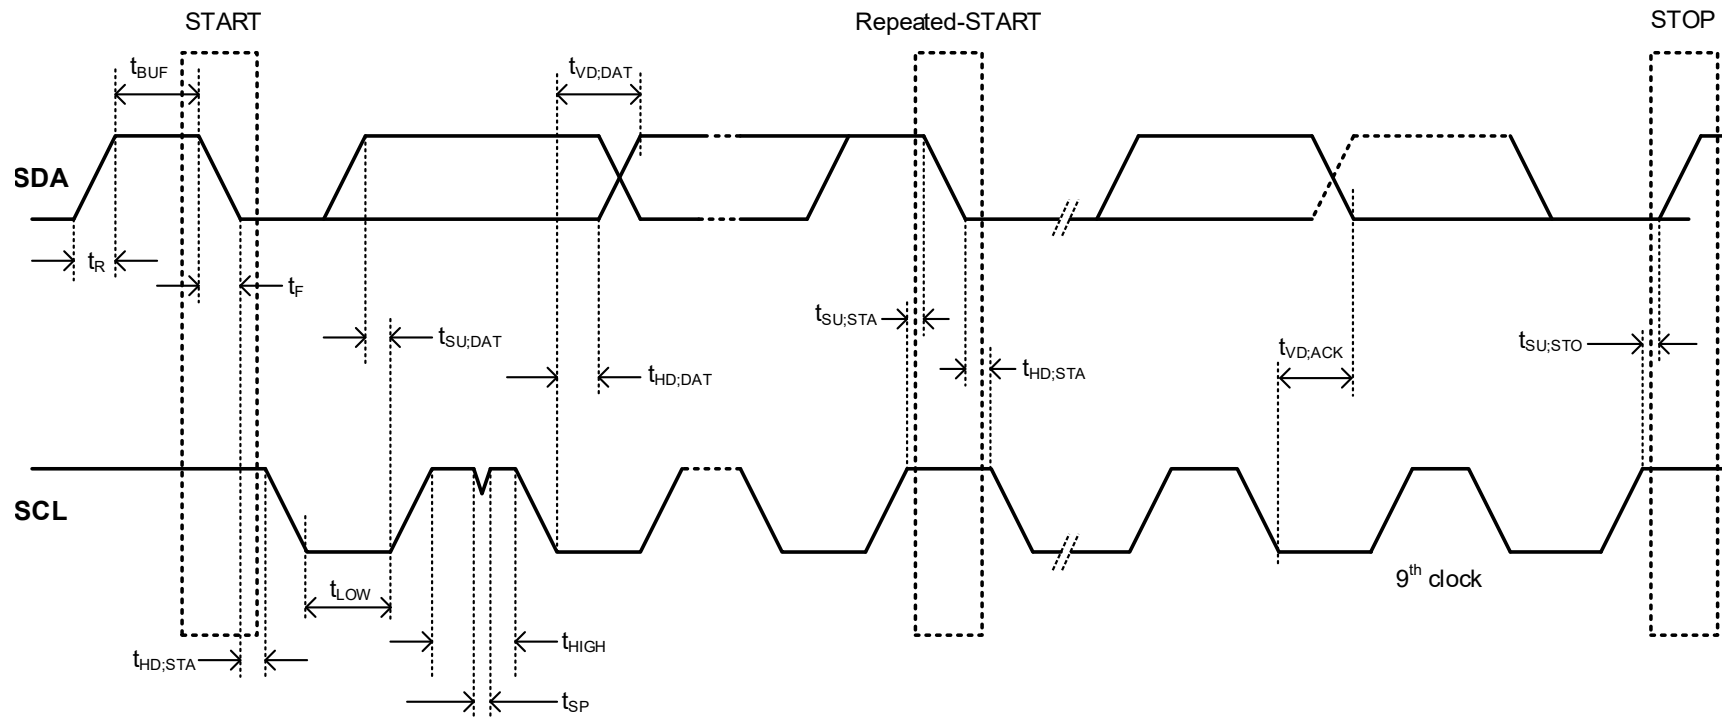 START
Repeated-START
STOP
tBUF
tVD;DAT
SDA
tR
tF
tSU;DAT
tHD;DAT
tSU;STA
tHD;STA
tVD;ACK
tSU;STO
SCL
9th clock
tLOW
tHIGH
tHD;STA
tSP